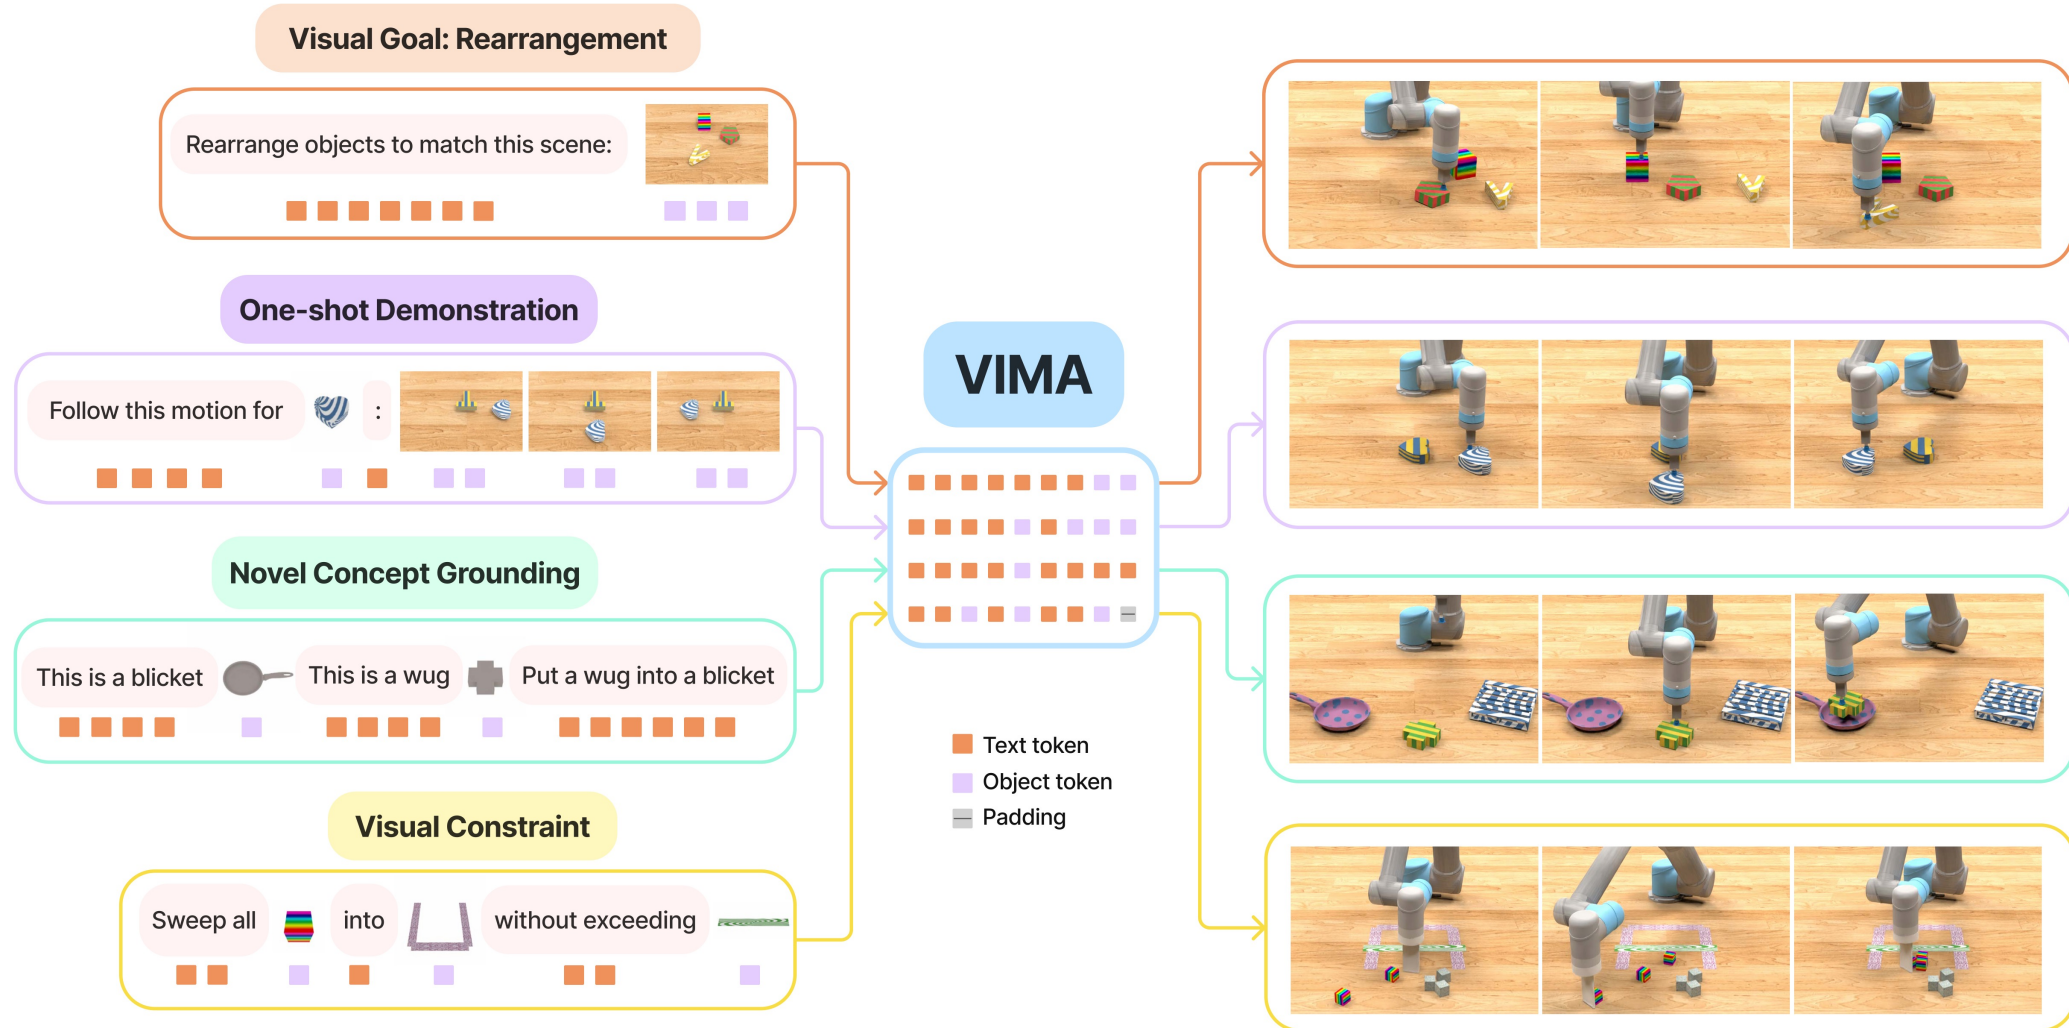 Visual Goal: Rearrangement
Rearrange objects to match this scene:
One-shot Demonstration
Follow this motion for :
Novel Concept Grounding
This is a blicket This is a wug Put a wug into a blicket
Visual Constraint
Sweep all into without exceeding
VIMA
Text token
Object token
Padding